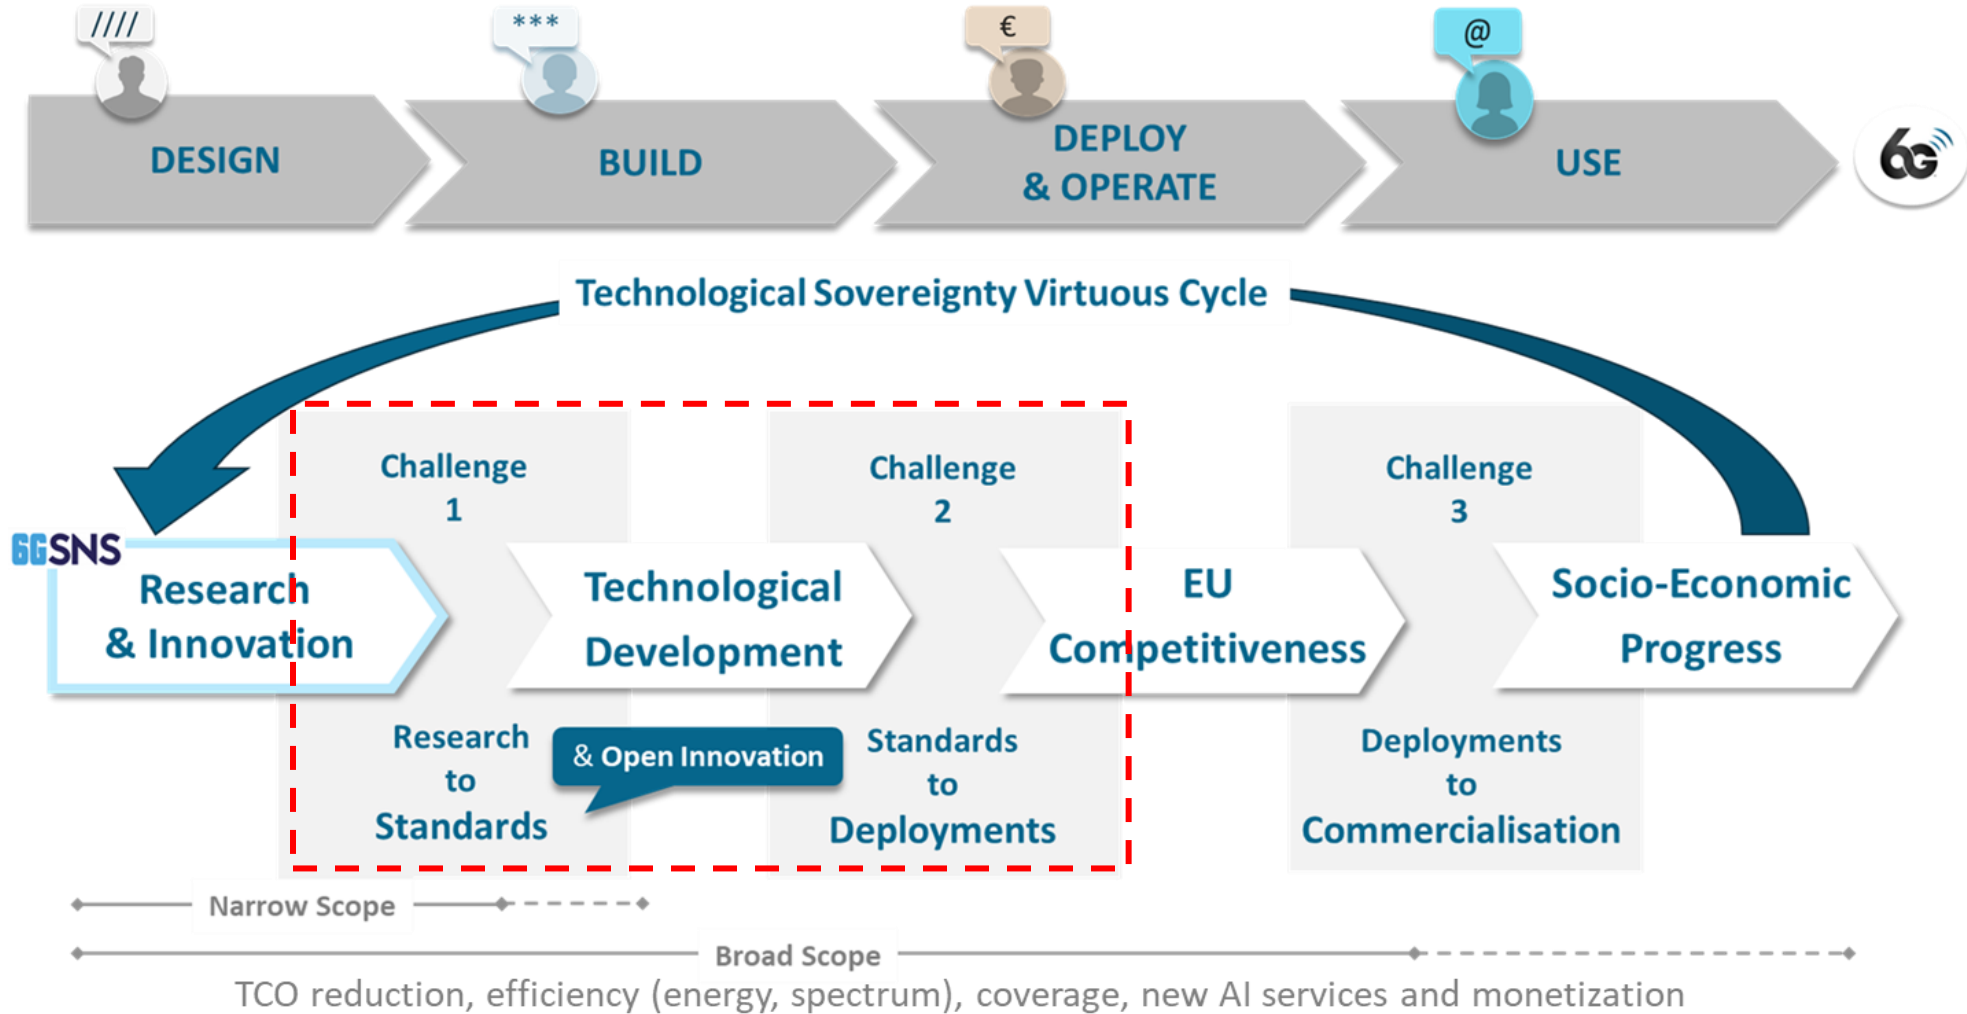 ////
***
€
@
DESIGN
BUILD
DEPLOY
& OPERATE
USE
6G
Technological Sovereignty Virtuous Cycle
Challenge
1
Challenge
2
Challenge
3
6GSNS
Research
& Innovation
Technological
Development
EU
Competitiveness
Socio-Economic
Progress
Research
to
Standards
& Open Innovation
Standards
to
Deployments
Deployments
to
Commercialisation
Narrow Scope
Broad Scope
TCO reduction, efficiency (energy, spectrum), coverage, new AI services and monetization